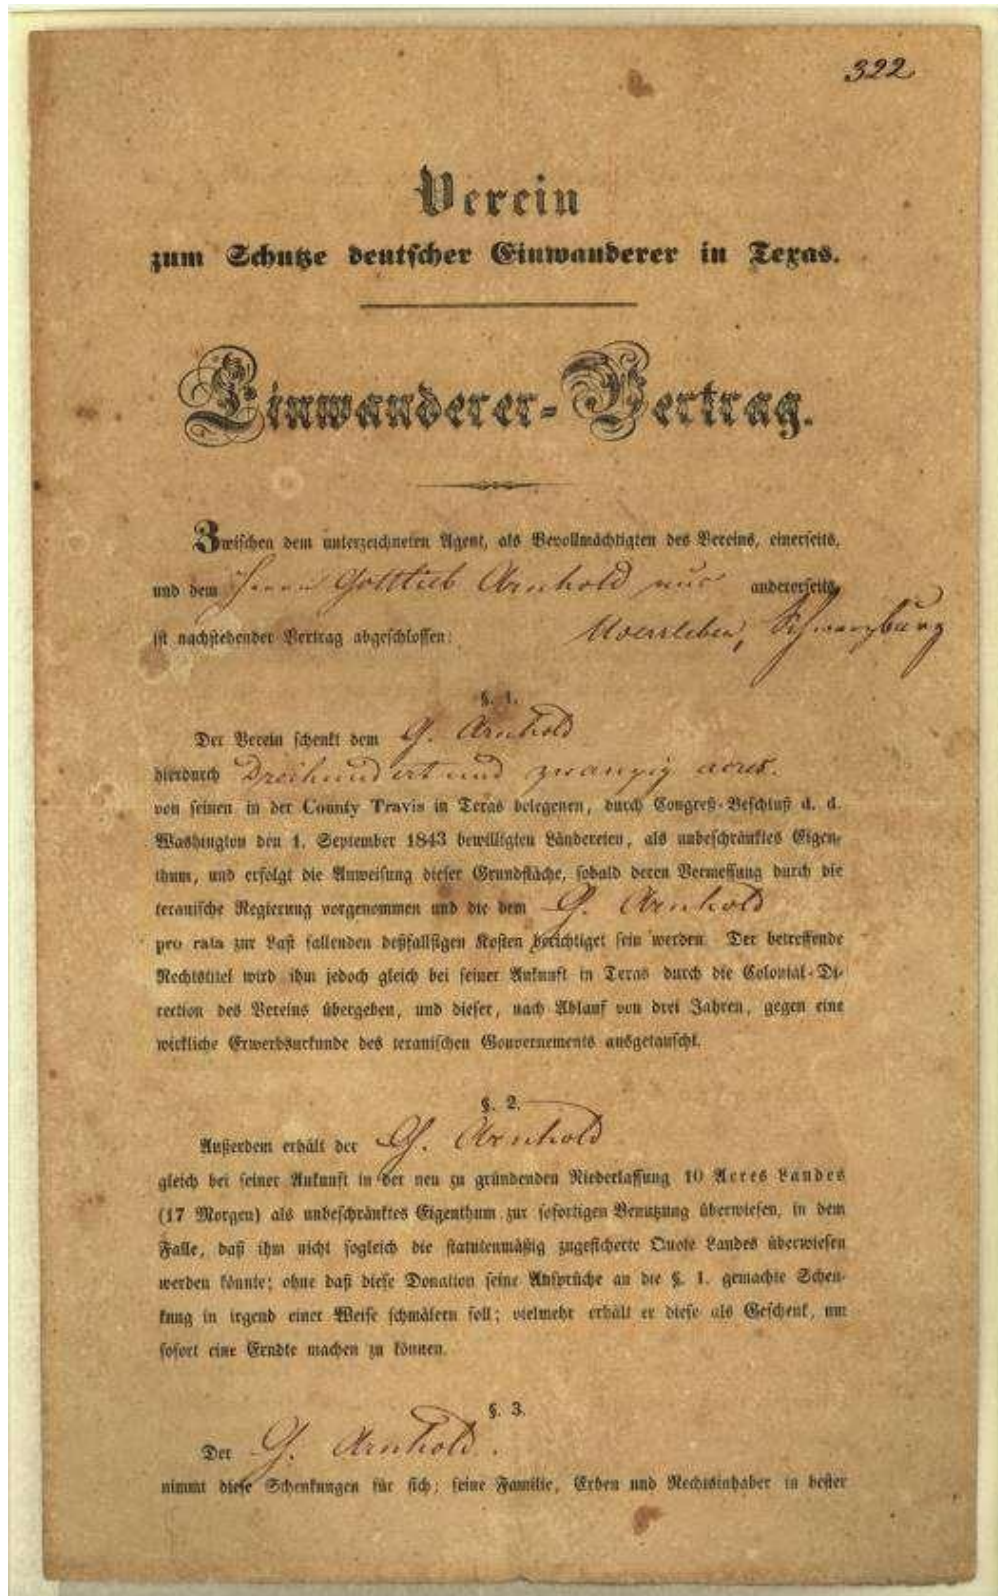 322
Verein
zum Schutze deutscher Einwanderer in Texas.
Einwanderer-Vertrag.
Zwischen dem unterzeichneten Agent, als Bevollmächtigten des Vereins, einerseits,
und dem Herrn Gottlieb Arnhold aus andererseits,
ist nachstehender Vertrag abgeschlossen: Schwarzburg
§. 1.
Der Verein schenkt dem G. Arnhold
hierdurch Dreihundert und zwanzig acres.
von seinen in der County Travis in Texas belegenen, durch Congreß-Beschluß d. d.
Washington den 1. September 1843 bewilligten Ländereien, als unbeschränktes Eigen-
thum, und erfolgt die Anweisung dieser Grundfläche, sobald deren Vermessung durch die
texanische Regierung vorgenommen und die dem G. Arnhold
pro rata zur Last fallenden deßfallsigen Kosten berichtiget sein werden. Der betreffende
Rechtstitel wird ihm jedoch gleich bei seiner Ankunft in Texas durch die Colonial-Di-
rection des Vereins übergeben, und dieser, nach Ablauf von drei Jahren, gegen eine
wirkliche Erwerbsurkunde des texanischen Gouvernements ausgetauscht.
§. 2.
Außerdem erhält der G. Arnhold
gleich bei seiner Ankunft in der neu zu gründenden Niederlassung 10 Acres Landes
(17 Morgen) als unbeschränktes Eigenthum zur sofortigen Benutzung überwiesen, in dem
Falle, daß ihm nicht sogleich die statutenmäßig zugesicherte Quote Landes überwiesen
werden könnte; ohne daß diese Donation seine Ansprüche an die §. 1. gemachte Schen-
kung in irgend einer Weise schmälern soll; vielmehr erhält er diese als Geschenk, um
sofort eine Erndte machen zu können.
§. 3.
Der G. Arnhold.
nimmt diese Schenkungen für sich; seine Familie, Erben und Rechtsinhaber in bester